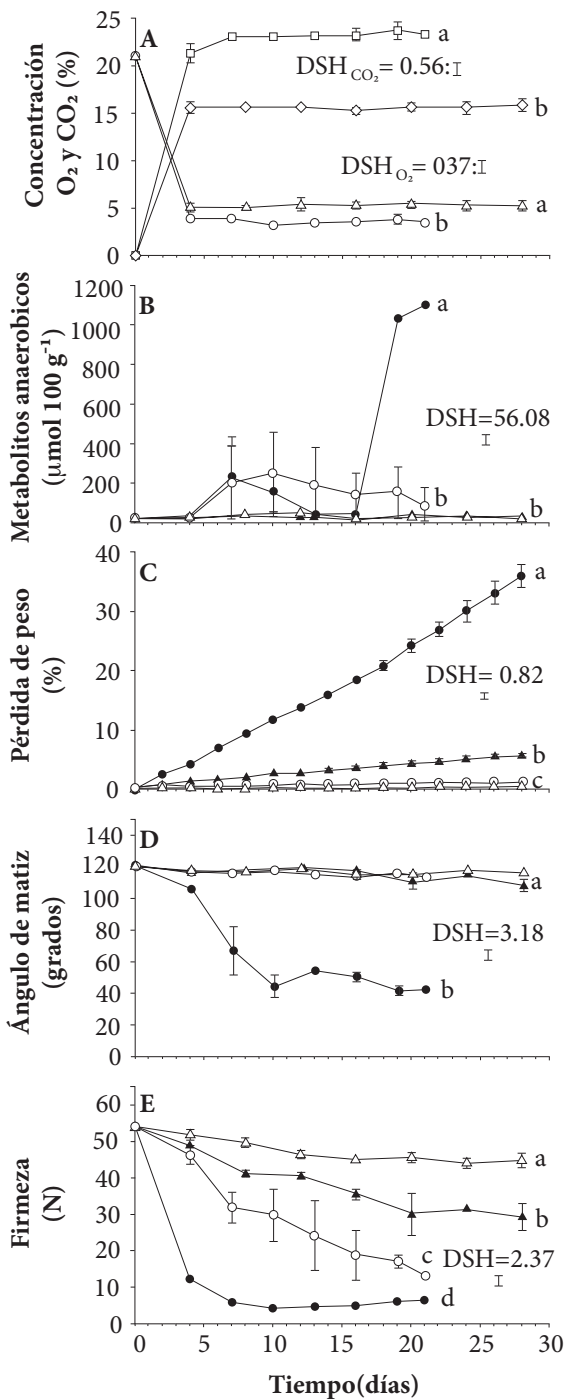 Concentración
O₂ y CO₂ (%)
25
20
15
10
5
0
A
a
DSH CO₂ = 0.56:
b
DSH O₂ = 037:
a
b
Metabolitos anaerobicos
(µmol 100 g⁻¹)
1200
1000
800
600
400
200
0
B
a
DSH=56.08
b
b
Pérdida de peso
(%)
40
30
20
10
0
C
a
DSH= 0.82
b
c
Ángulo de matiz
(grados)
140
120
100
80
60
40
20
0
D
a
DSH=3.18
b
Firmeza
(N)
60
50
40
30
20
10
0
E
a
b
c
DSH=2.37
d
0 5 10 15 20 25 30
Tiempo(días)